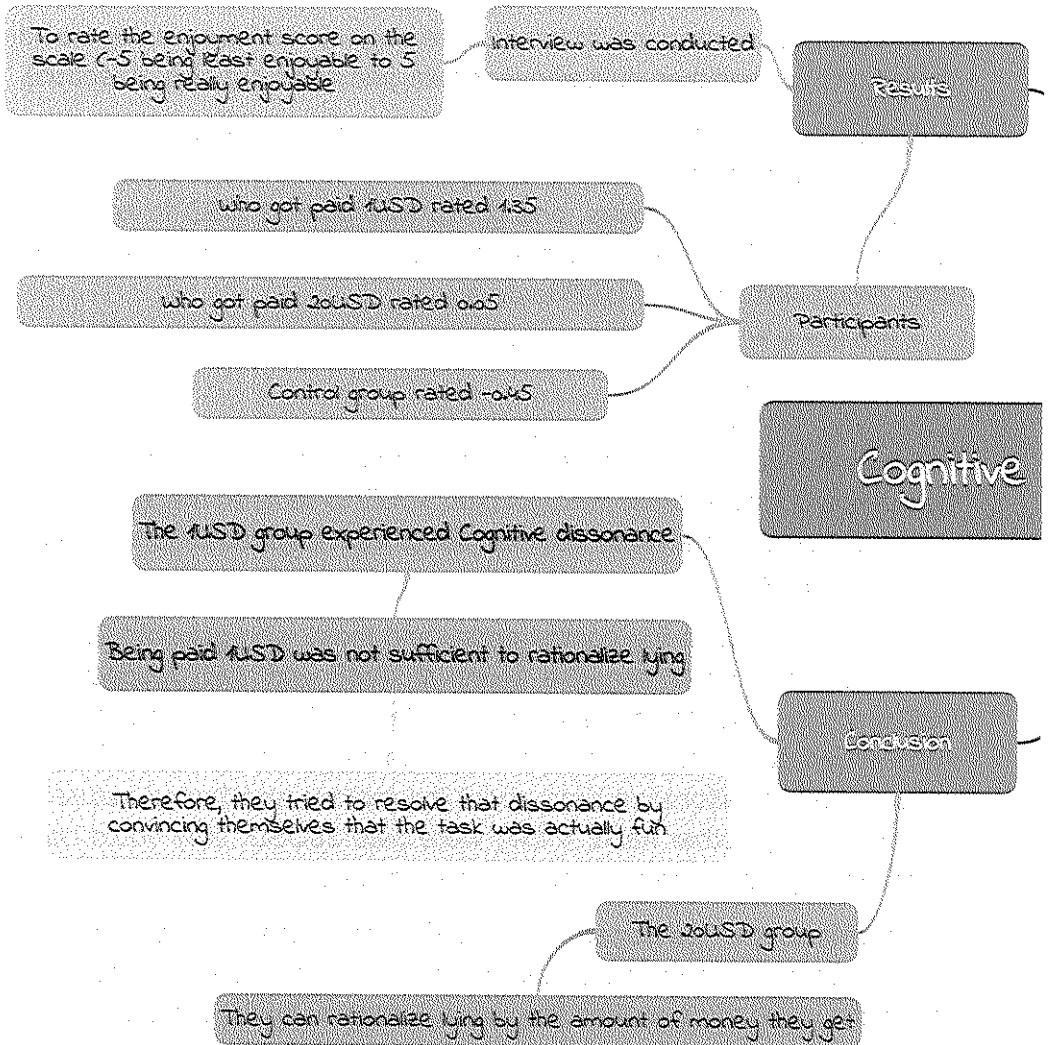 To rate the enjoyment score on the
scale (-5 being least enjoyable to 5
being really enjoyable
Interview was conducted
Results
who got paid 1USD rated 1.35
who got paid 20USD rated 0.05
Participants
Control group rated -0.45
Cognitive
The 1USD group experienced Cognitive dissonance
Being paid 1USD was not sufficient to rationalize lying
Conclusion
Therefore, they tried to resolve that dissonance by
convincing themselves that the task was actually fun
The 20USD group
They can rationalize lying by the amount of money they get